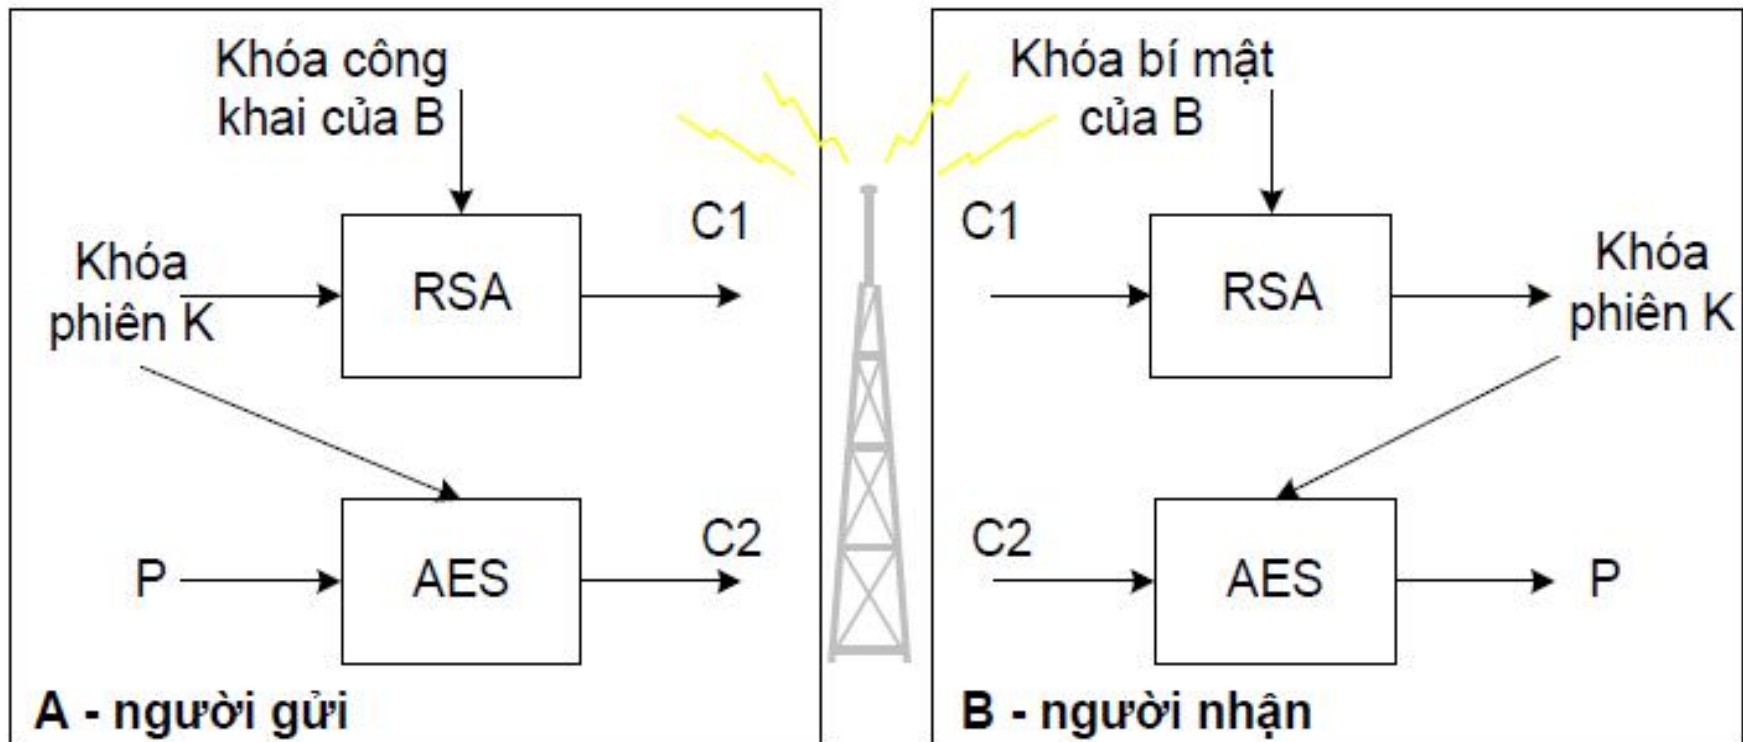 Khóa công
khai của B
C1
Khóa
phiên K
RSA
P
AES
C2
A - người gửi
Khóa bí mật
của B
C1
RSA
Khóa
phiên K
C2
AES
P
B - người nhận